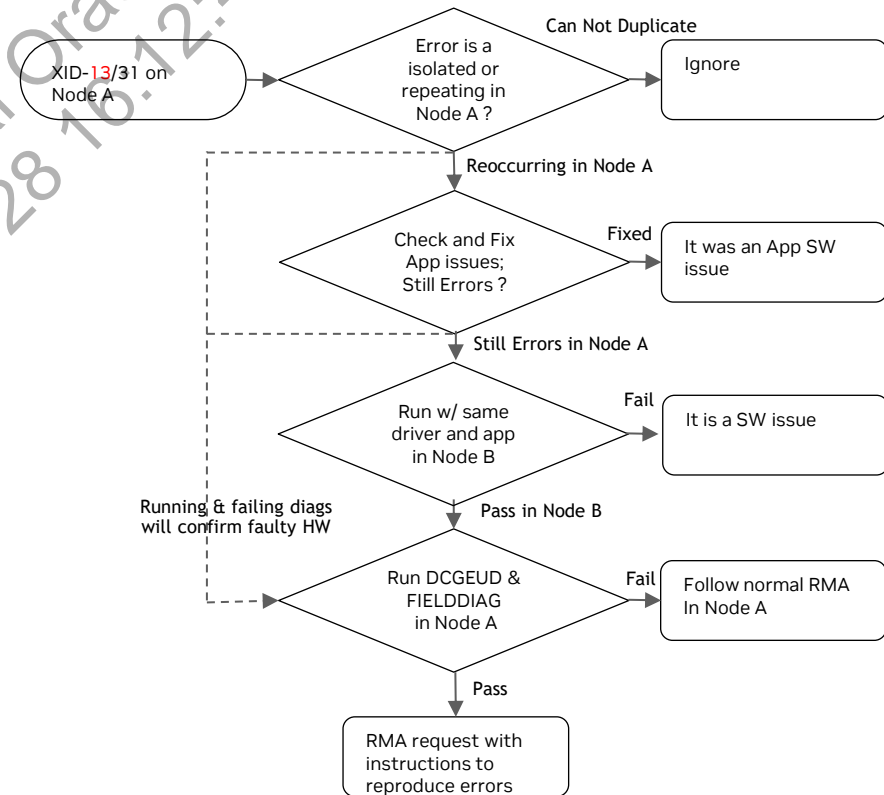 Can Not Duplicate
XID-13/31 on
Node A
Error is a
isolated or
repeating in
Node A ?
Ignore
Reoccurring in Node A
Check and Fix
App issues;
Still Errors ?
Fixed
It was an App SW
issue
Still Errors in Node A
Run w/ same
driver and app
in Node B
Fail
It is a SW issue
Running & failing diags
will confirm faulty HW
Pass in Node B
Run DCGEUD &
FIELDDIAG
in Node A
Fail
Follow normal RMA
In Node A
Pass
RMA request with
instructions to
reproduce errors
28 16:12: